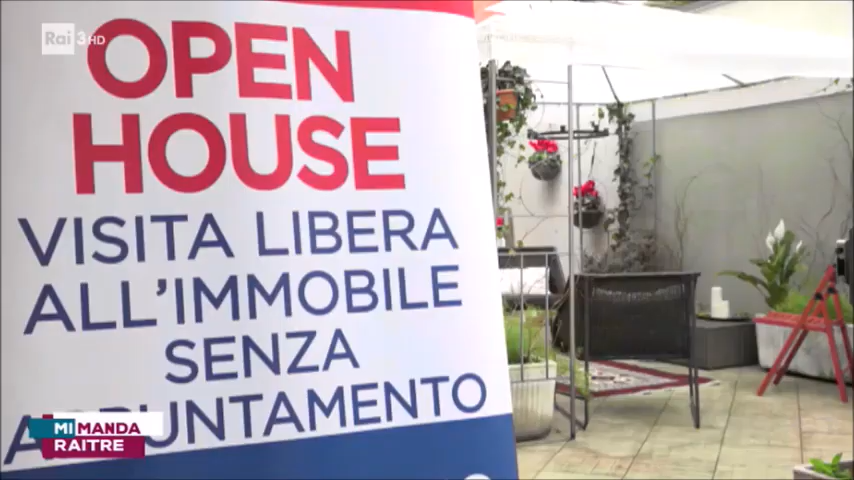 Rai 3HD
OPEN
HOUSE
VISITA LIBERA
ALL'IMMOBILE
SENZA
APPUNTAMENTO
MI MANDA
RAITRE